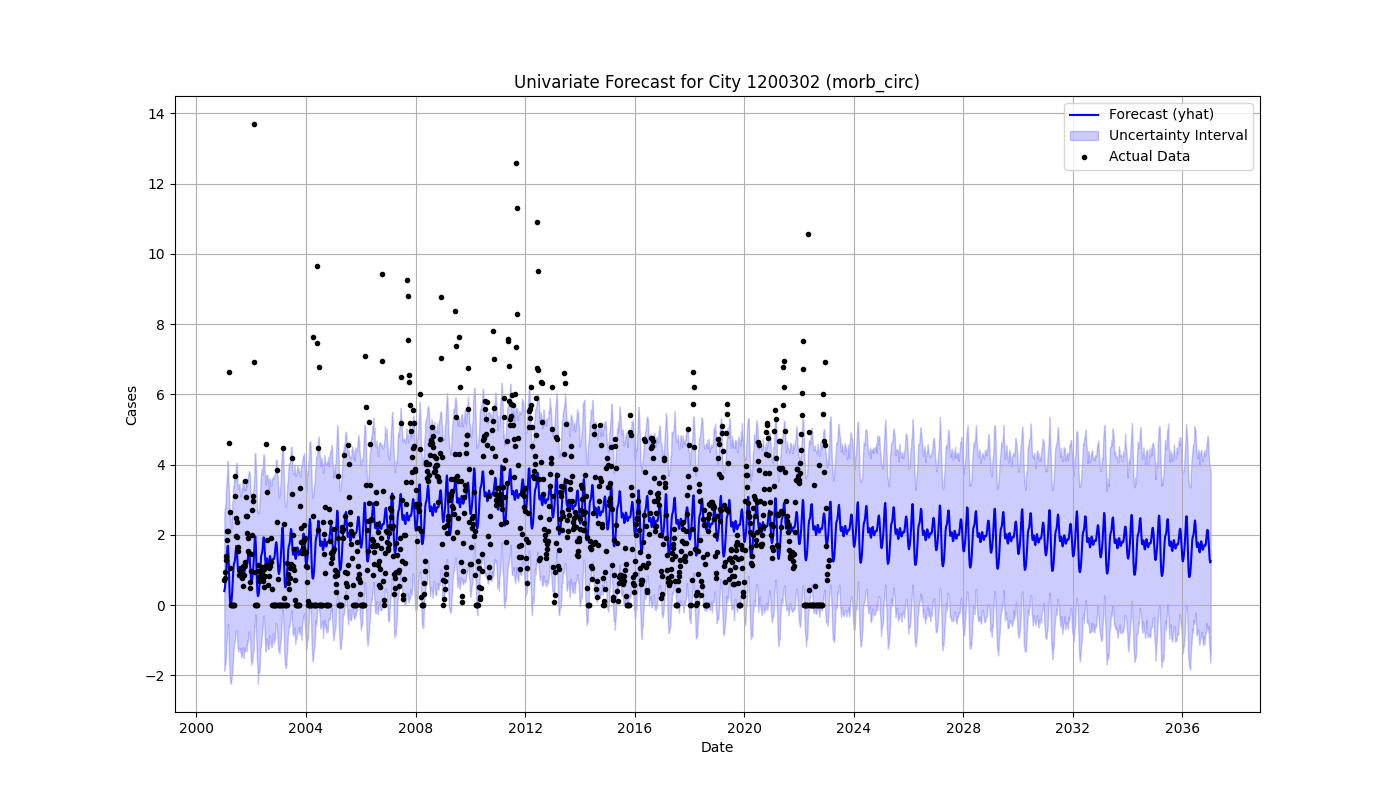 Univariate Forecast for City 1200302 (morb_circ)
Forecast (yhat)
Uncertainty Interval
Actual Data
14
12
10
8
6
4
2
0
−2
Cases
2000 2004 2008 2012 2016 2020 2024 2028 2032 2036
Date